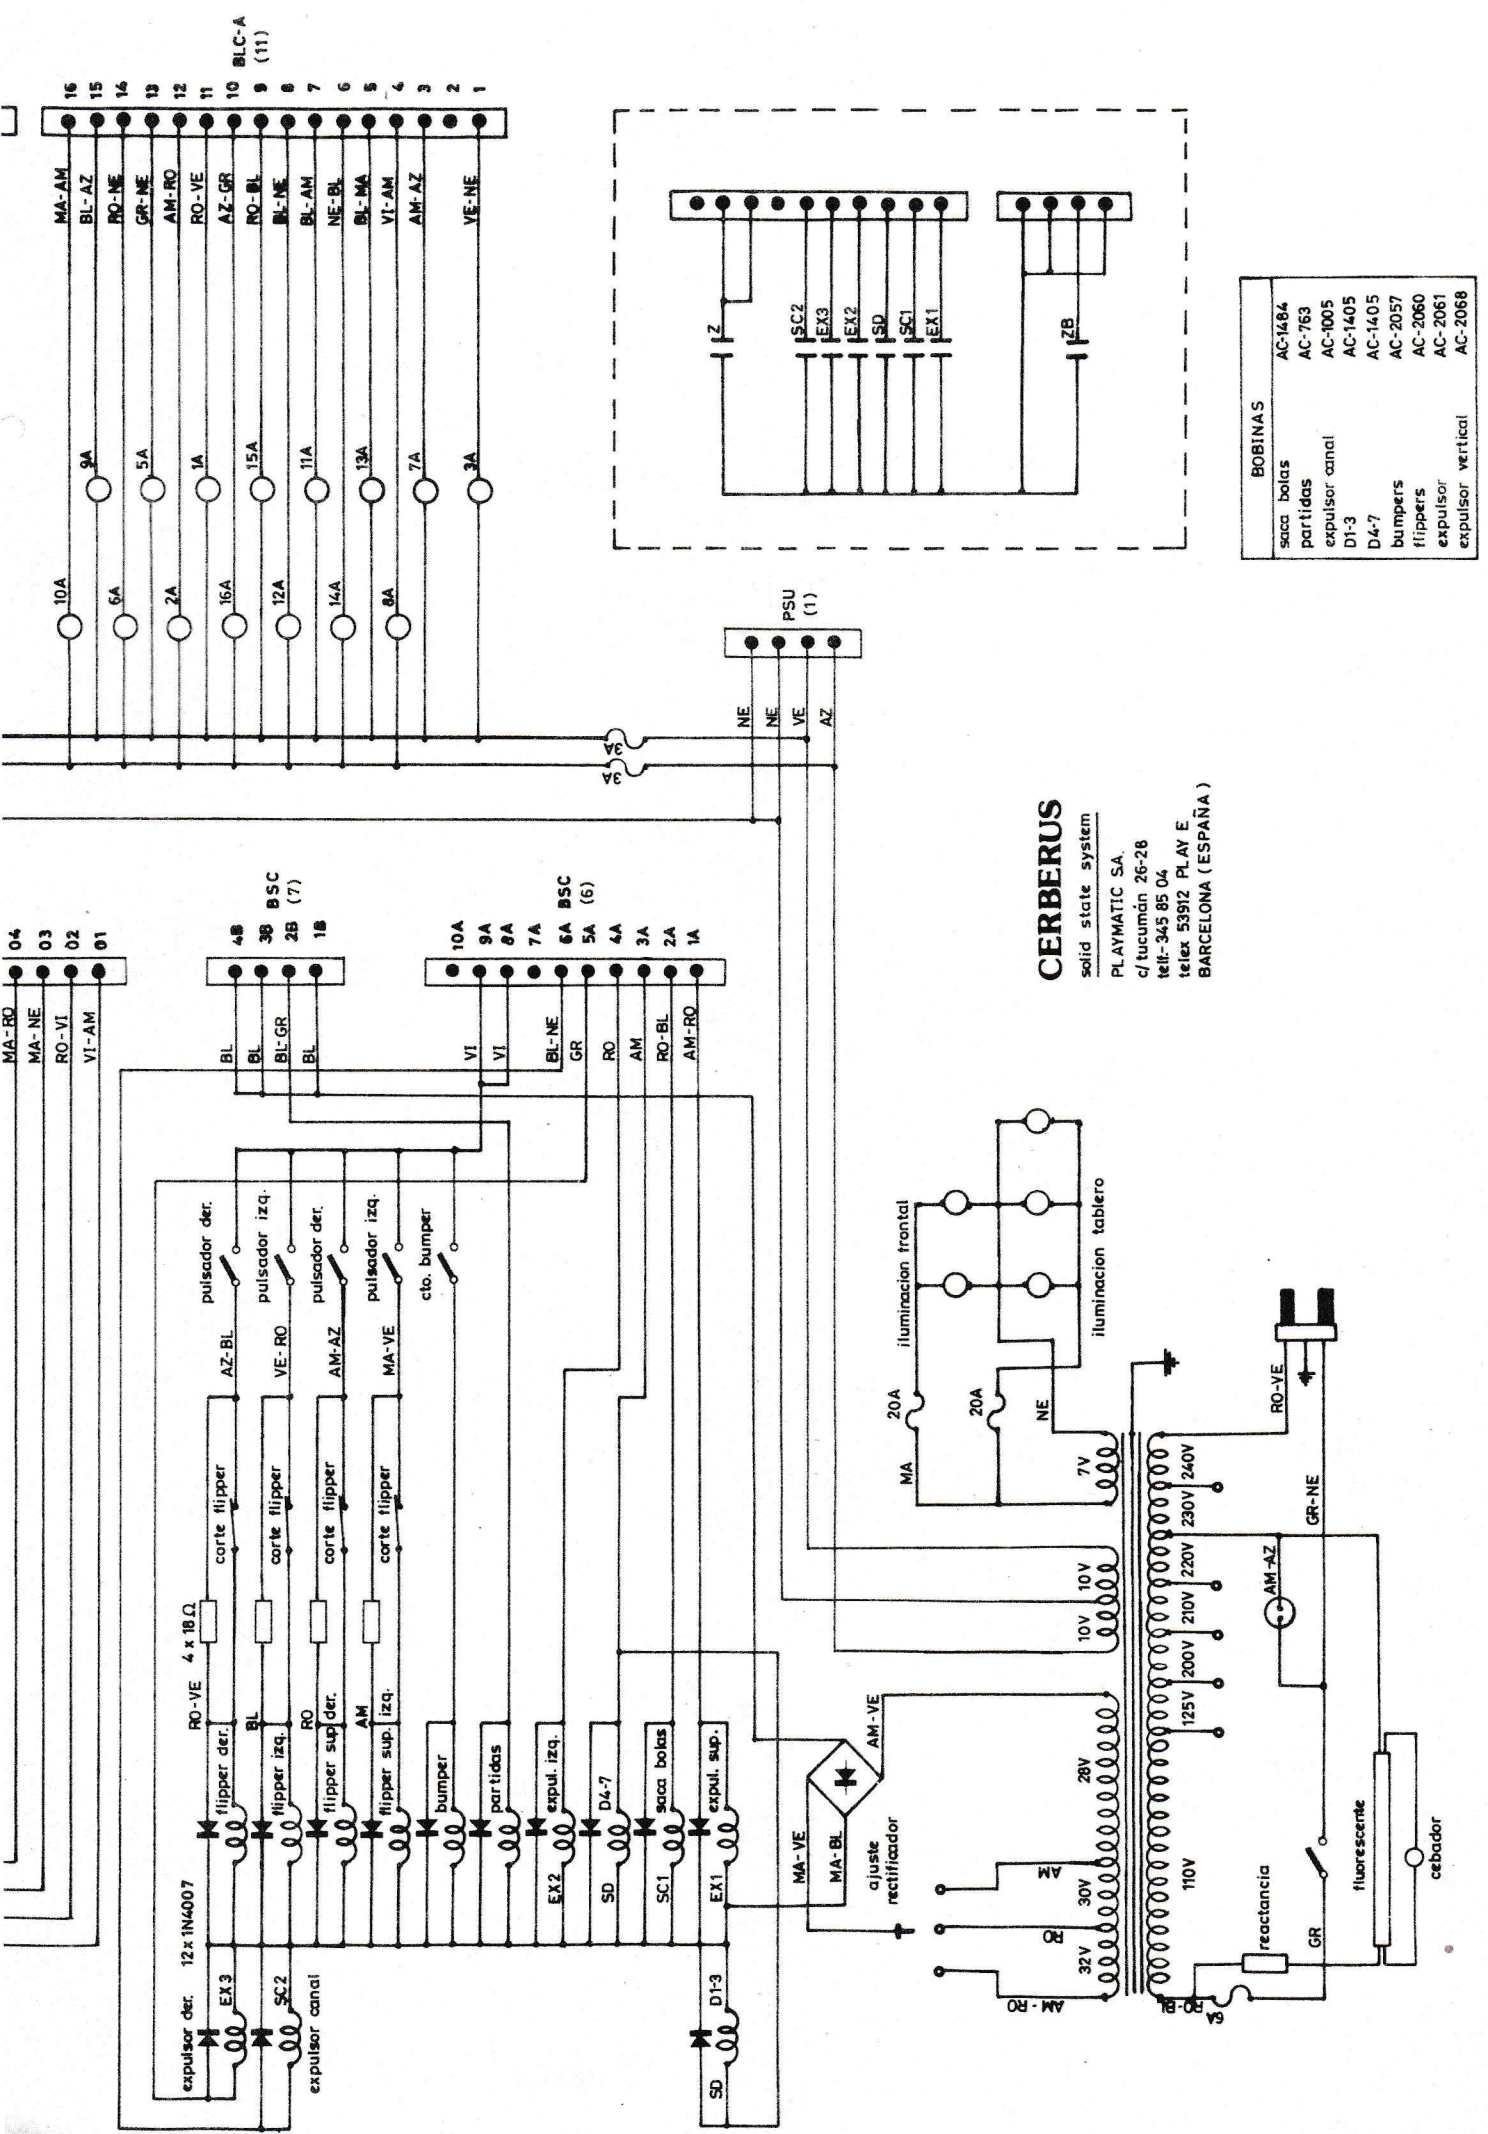 BLC-A
(11)
16
15
14
13
12
11
10
9
8
7
6
5
4
3
2
1
MA-AM
BL-AZ
RO-NE
GR-NE
AM-RO
RO-VE
AZ-GR
RO-BL
BL-NE
BL-AM
NE-BL
BL-MA
VI-AM
AM-AZ
VE-NE
9A
5A
1A
15A
11A
13A
7A
3A
10A
6A
2A
16A
12A
14A
8A
3A
3A
Z
SC2
EX3
EX2
SD
SC1
EX1
ZB
PSU
(1)
NE
NE
VE
AZ
BOBINAS
saca bolas AC-1484
partidas AC-763
expulsor canal AC-1005
D1-3 AC-1405
D4-7 AC-1405
bumpers AC-2057
flippers AC-2060
expulsor AC-2061
expulsor vertical AC-2068
CERBERUS
solid state system
PLAYMATIC S.A.
c/tucumán 26-28
telf.-345 85 04
telex 53912 PLAY E
BARCELONA (ESPAÑA)
04
03
02
01
MA-RO
MA-NE
RO-VI
VI-AM
4B
3B
2B
1B
BSC
(7)
BL
BL
BL-GR
BL
10A
9A
8A
7A
6A
5A
4A
3A
2A
1A
BSC
(6)
VI
VI
BL-NE
GR
RO
AM
RO-BL
AM-RO
pulsador der.
pulsador izq.
pulsador der.
pulsador izq.
cto. bumper
AZ-BL
VE-RO
AM-AZ
MA-VE
corte flipper
corte flipper
corte flipper
corte flipper
4 x 18Ω
RO-VE
BL
RO
AM
flipper der.
flipper izq.
flipper sup. der.
flipper sup. izq.
bumper
partidas
expul. izq.
D4-7
saca bolas
expul. sup.
EX2
SD
SC1
EX1
12x1N4007
expulsor der.
EX3
SC2
expulsor canal
D1-3
SD
iluminacion frontal
iluminacion tablero
20A
20A
MA
NE
7V
10V
10V
AM-VE
MA-VE
MA-BL
ajuste
rectificador
AM
RO
AM-RO
28V
30V
32V
240V
230V
220V
210V
200V
125V
110V
RO-VE
GR-NE
AM-AZ
RO-BL
3A
GR
reactancia
fluorescente
cebador